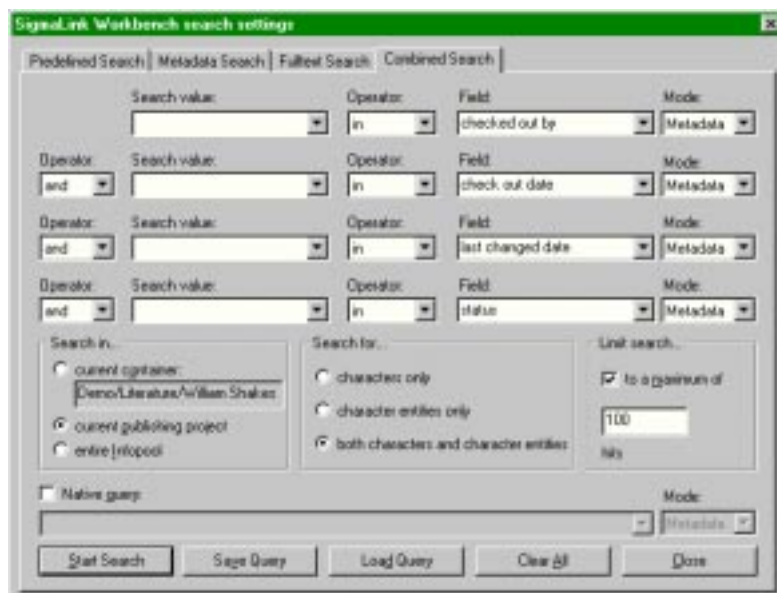 SigmaLink Workbench search settings
Predefined Search Metadata Search Fulltext Search Combined Search
Search value: Operator: Field: Mode:
in checked out by Metadata
Operator: Search value: Operator: Field: Mode:
and in check out date Metadata
Operator: Search value: Operator: Field: Mode:
and in last changed date Metadata
Operator: Search value: Operator: Field: Mode:
and in status Metadata
Search in... Search for... Limit search...
current container: characters only to a maximum of
Demo/Literature/William Shakes
character entities only
current publishing project 100
entire Infopool both characters and character entities hits
Native query: Mode:
Metadata
Start Search Save Query Load Query Clear All Close